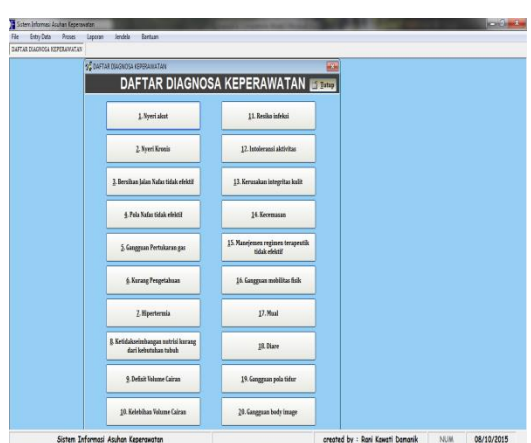 Sistem Informasi Asuhan Keperawatan
File Entry Data Proses Laporan Jendela Bantuan
DAFTAR DIAGNOSA KEPERAWATAN
DAFTAR DIAGNOSA KEPERAWATAN
DAFTAR DIAGNOSA KEPERAWATAN Tutup
1. Nyeri akut
11. Resiko infeksi
2. Nyeri Kronis
12. Intoleransi aktivitas
3. Bersihan Jalan Nafas tidak efektif
13. Kerusakan integritas kulit
4. Pola Nafas tidak efektif
14. Kecemasan
5. Gangguan Pertukaran gas
15. Manejemen regimen terapeutik
tidak efektif
6. Kurang Pengetahuan
16. Gangguan mobilitas fisik
7. Hipertermia
17. Mual
8. Ketidakseimbangan nutrisi kurang
dari kebutuhan tubuh
18. Diare
9. Defisit Volume Cairan
19. Gangguan pola tidur
10. Kelebihan Volume Cairan
20. Gangguan body image
Sistem Informasi Asuhan Keperawatan created by : Rani Kawati Damanik NUM 08/10/2015